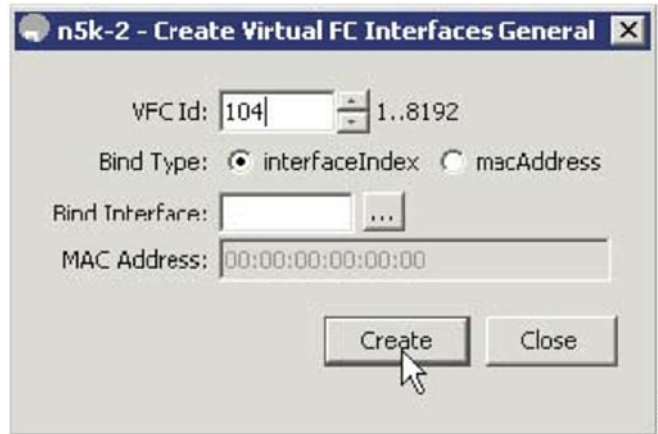 n5k-2 - Create Virtual FC Interfaces General
VFC Id: 104 1..8192
Bind Type: interfaceIndex macAddress
Bind Interface: ...
MAC Address: 00:00:00:00:00:00
Create Close